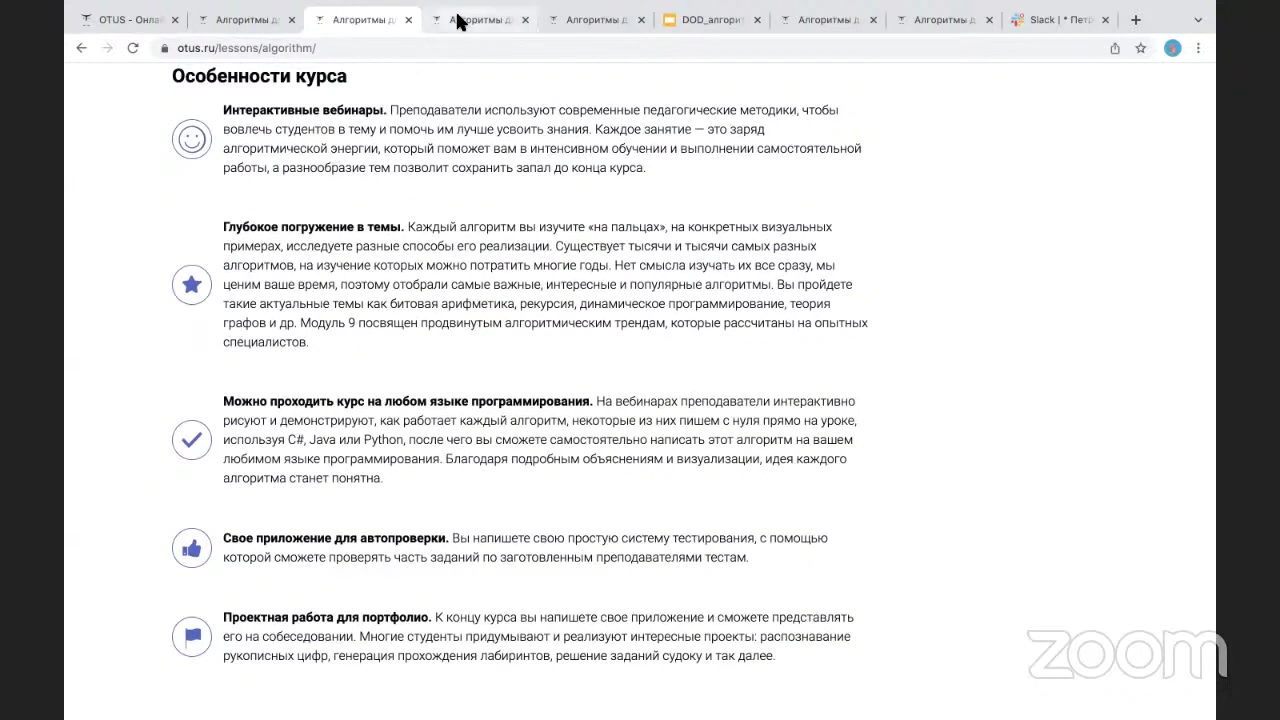 OTUS - Онлай
Алгоритмы д
Алгоритмы д
Алгоритмы д
Алгоритмы д
DOD_алгори
Алгоритмы д
Алгоритмы д
Slack | * Петр
otus.ru/lessons/algorithm/
Особенности курса
Интерактивные вебинары. Преподаватели используют современные педагогические методики, чтобы
вовлечь студентов в тему и помочь им лучше усвоить знания. Каждое занятие — это заряд
алгоритмической энергии, который поможет вам в интенсивном обучении и выполнении самостоятельной
работы, а разнообразие тем позволит сохранить запал до конца курса.
Глубокое погружение в темы. Каждый алгоритм вы изучите «на пальцах», на конкретных визуальных
примерах, исследуете разные способы его реализации. Существует тысячи и тысячи самых разных
алгоритмов, на изучение которых можно потратить многие годы. Нет смысла изучать их все сразу, мы
ценим ваше время, поэтому отобрали самые важные, интересные и популярные алгоритмы. Вы пройдете
такие актуальные темы как битовая арифметика, рекурсия, динамическое программирование, теория
графов и др. Модуль 9 посвящен продвинутым алгоритмическим трендам, которые рассчитаны на опытных
специалистов.
Можно проходить курс на любом языке программирования. На вебинарах преподаватели интерактивно
рисуют и демонстрируют, как работает каждый алгоритм, некоторые из них пишем с нуля прямо на уроке,
используя C#, Java или Python, после чего вы сможете самостоятельно написать этот алгоритм на вашем
любимом языке программирования. Благодаря подробным объяснениям и визуализации, идея каждого
алгоритма станет понятна.
Свое приложение для автопроверки. Вы напишете свою простую систему тестирования, с помощью
которой сможете проверять часть заданий по заготовленным преподавателями тестам.
Проектная работа для портфолио. К концу курса вы напишете свое приложение и сможете представлять
его на собеседовании. Многие студенты придумывают и реализуют интересные проекты: распознавание
рукописных цифр, генерация прохождения лабиринтов, решение заданий судоку и так далее.
zoom